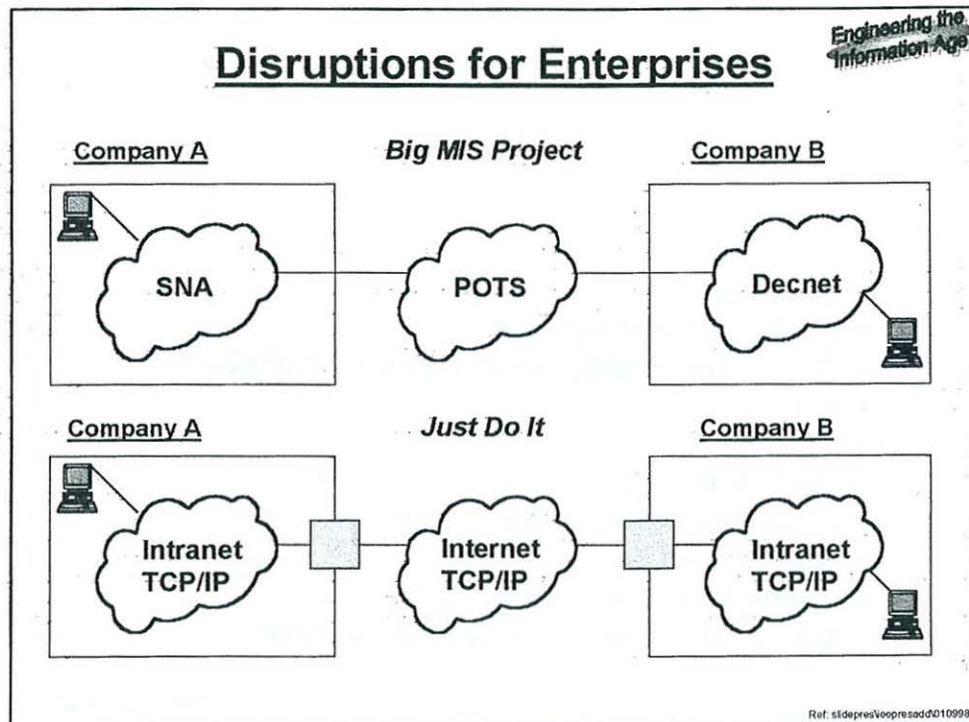 Engineering the
Information Age
Disruptions for Enterprises
Company A
Big MIS Project
Company B
SNA
POTS
Decnet
Company A
Just Do It
Company B
Intranet
TCP/IP
Internet
TCP/IP
Intranet
TCP/IP